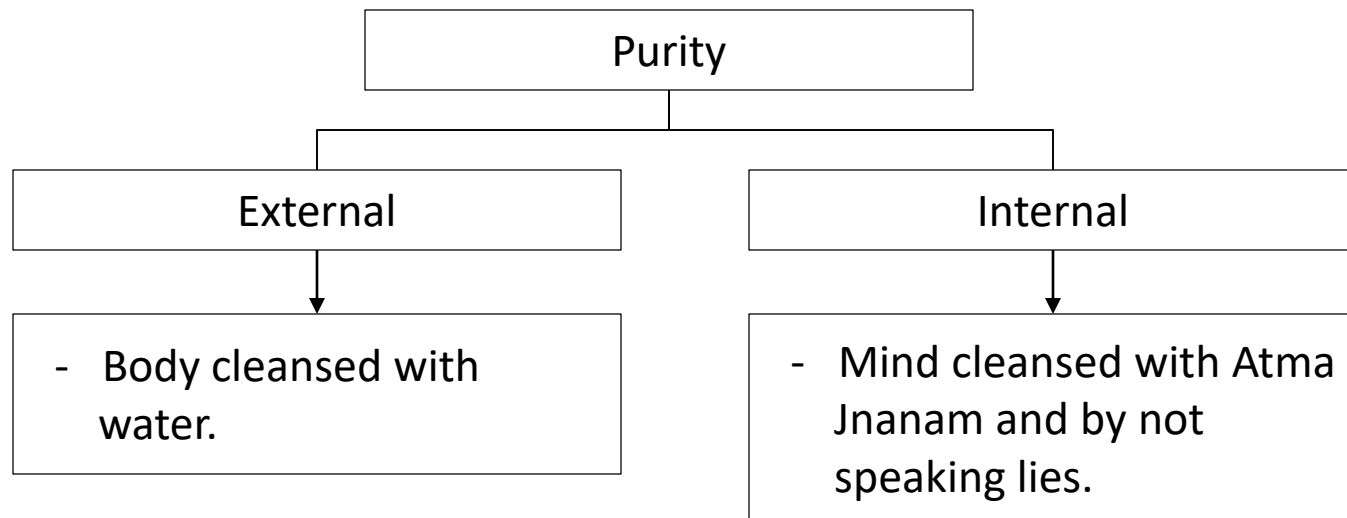 Purity
External
Internal
- Body cleansed with
water.
- Mind cleansed with Atma
Jnanam and by not
speaking lies.